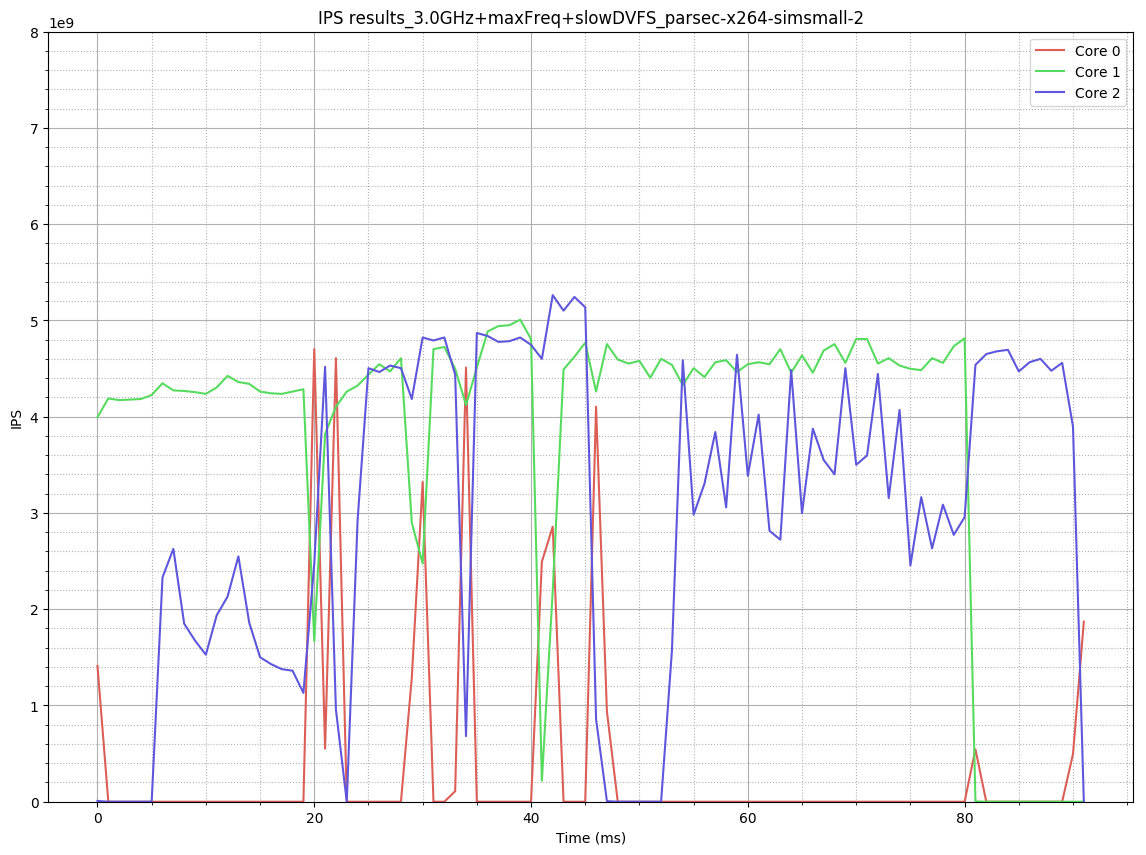 IPS results_3.0GHz+maxFreq+slowDVFS_parsec-x264-simsmall-2
1e9
8
7
6
5
4
3
2
1
0
IPS
Core 0
Core 1
Core 2
0 20 40 60 80
Time (ms)